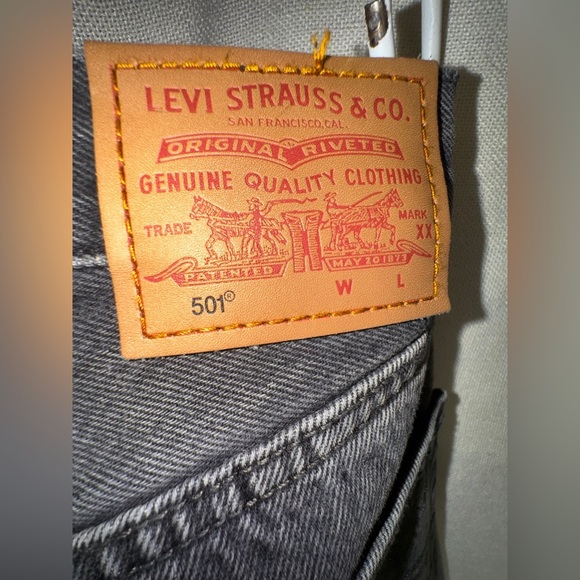 LEVI STRAUSS & CO.
SAN FRANCISCO, CAL.
ORIGINAL RIVETED
GENUINE QUALITY CLOTHING
TRADE MARK
XX
PATENTED MAY 20 1873
501® W L